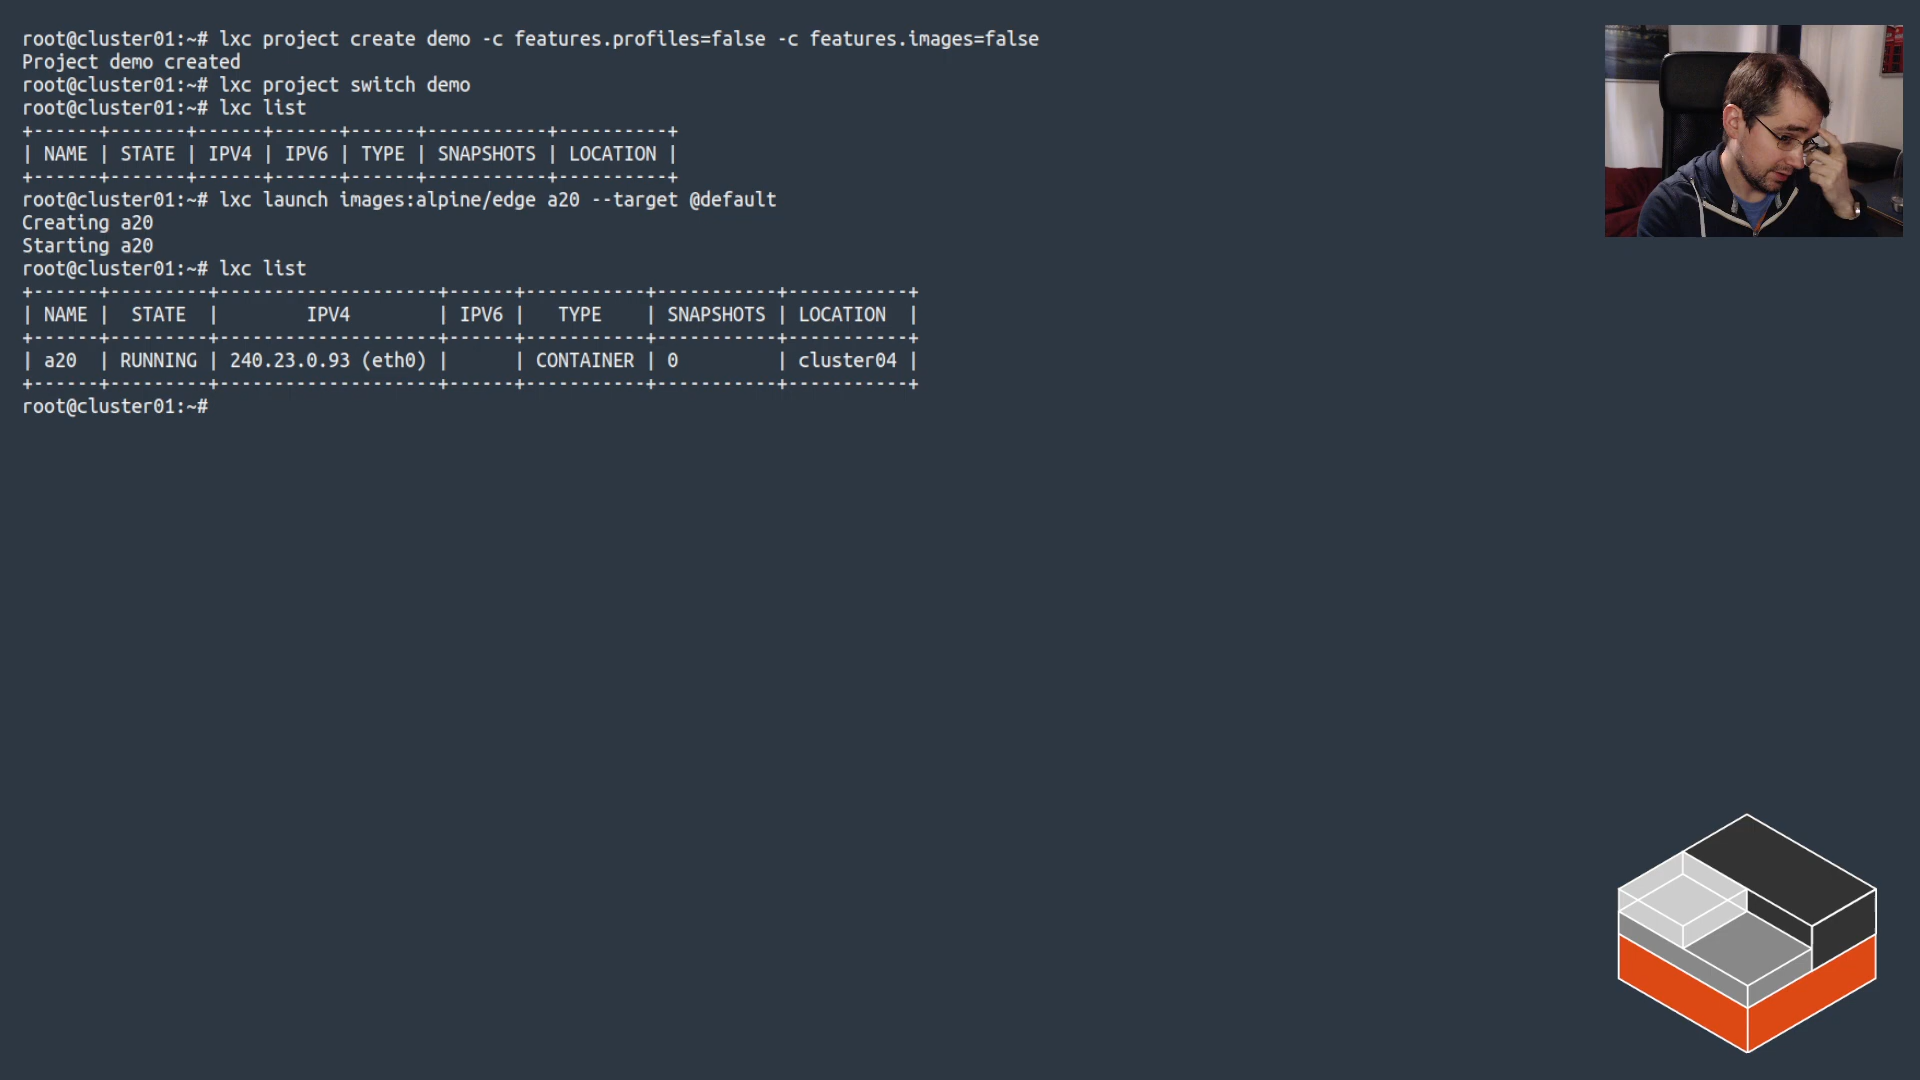 root@cluster01:~# lxc project create demo -c features.profiles=false -c features.images=false
Project demo created
root@cluster01:~# lxc project switch demo
root@cluster01:~# lxc list
+------+-------+------+------+------+-----------+----------+
| NAME | STATE | IPV4 | IPV6 | TYPE | SNAPSHOTS | LOCATION |
+------+-------+------+------+------+-----------+----------+
root@cluster01:~# lxc launch images:alpine/edge a20 --target @default
Creating a20
Starting a20
root@cluster01:~# lxc list
+------+---------+--------------------+------+-----------+-----------+-----------+
| NAME |  STATE  |        IPV4        | IPV6 |   TYPE    | SNAPSHOTS | LOCATION  |
+------+---------+--------------------+------+-----------+-----------+-----------+
| a20  | RUNNING | 240.23.0.93 (eth0) |      | CONTAINER | 0         | cluster04 |
+------+---------+--------------------+------+-----------+-----------+-----------+
root@cluster01:~#